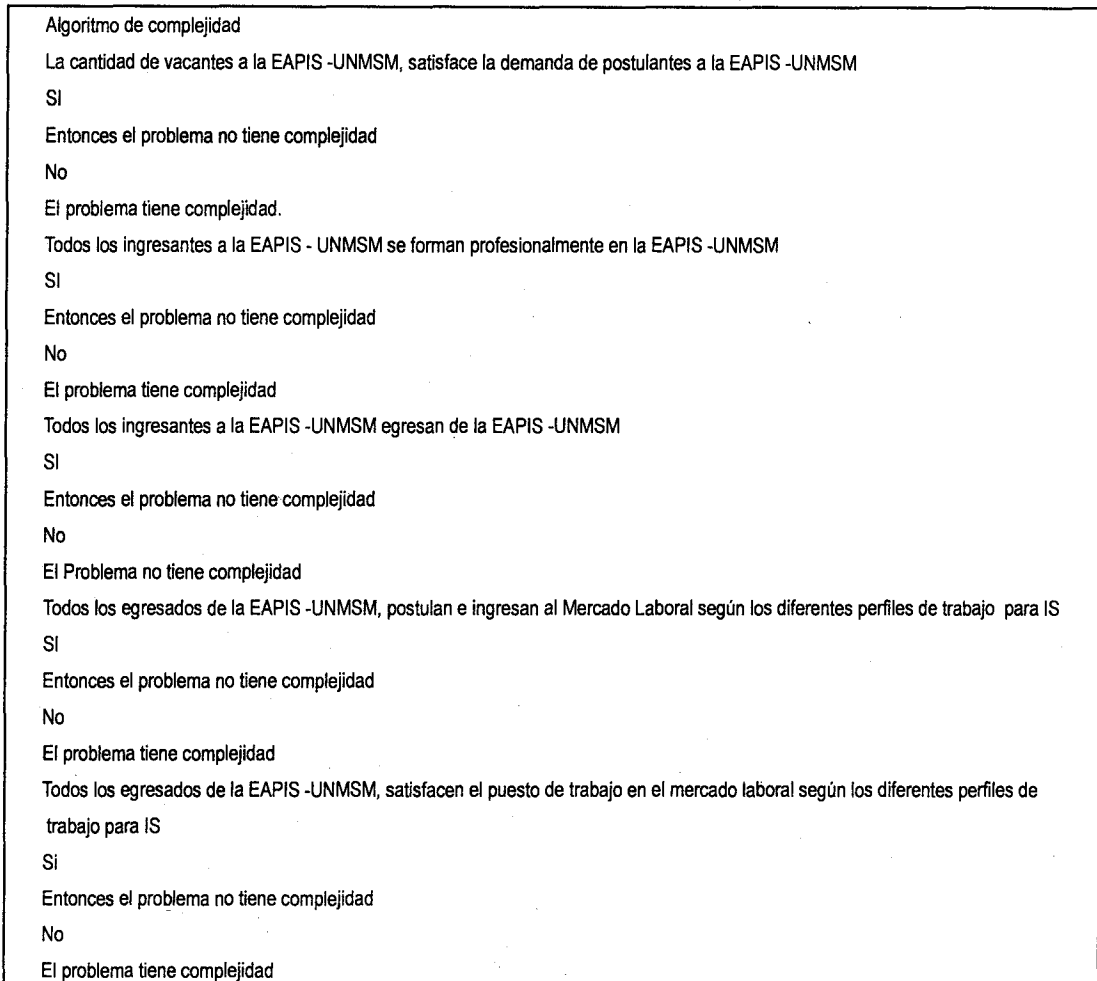 Algoritmo de complejidad
La cantidad de vacantes a la EAPIS -UNMSM, satisface la demanda de postulantes a la EAPIS -UNMSM
SI
Entonces el problema no tiene complejidad
No
El problema tiene complejidad.
Todos los ingresantes a la EAPIS - UNMSM se forman profesionalmente en la EAPIS -UNMSM
SI
Entonces el problema no tiene complejidad
No
El problema tiene complejidad
Todos los ingresantes a la EAPIS -UNMSM egresan de la EAPIS -UNMSM
SI
Entonces el problema no tiene complejidad
No
El Problema no tiene complejidad
Todos los egresados de la EAPIS -UNMSM, postulan e ingresan al Mercado Laboral según los diferentes perfiles de trabajo para IS
SI
Entonces el problema no tiene complejidad
No
El problema tiene complejidad
Todos los egresados de la EAPIS -UNMSM, satisfacen el puesto de trabajo en el mercado laboral según los diferentes perfiles de
trabajo para IS
Si
Entonces el problema no tiene complejidad
No
El problema tiene complejidad